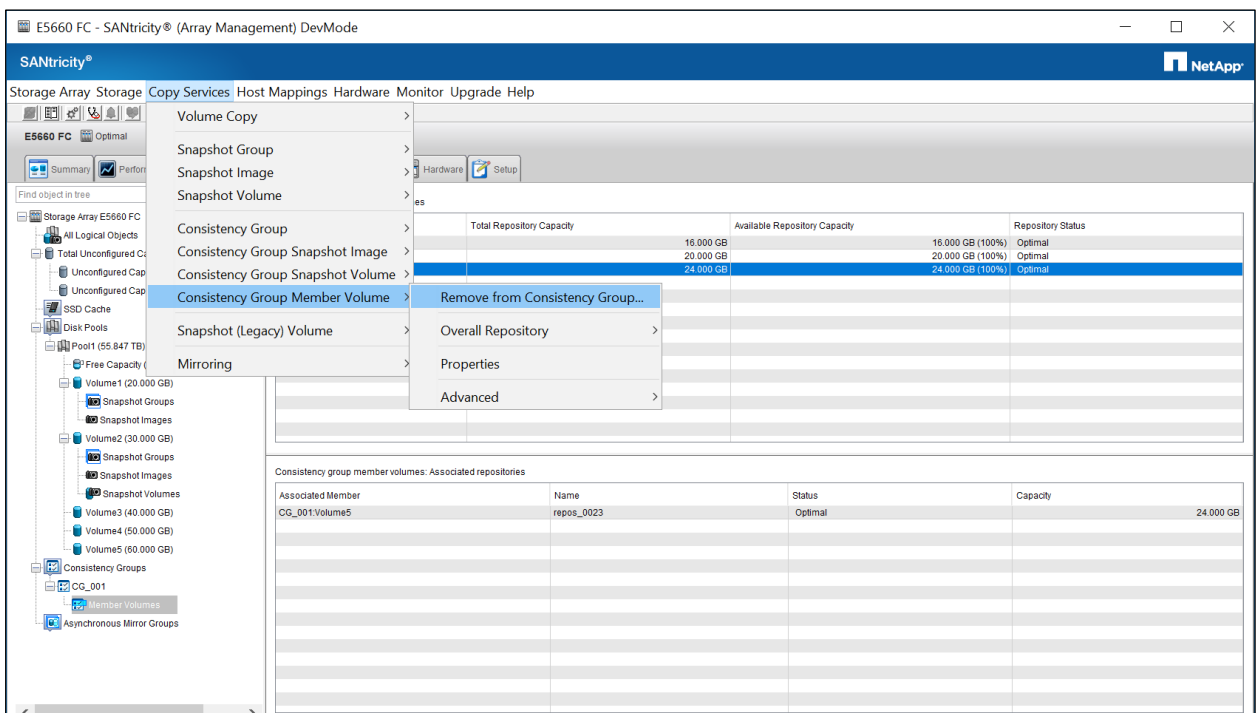 E5660 FC - SANtricity® (Array Management) DevMode
SANtricity®
NetApp®
Storage Array Storage Copy Services Host Mappings Hardware Monitor Upgrade Help
E5660 FC Optimal
Summary Perfor Hardware Setup
Volume Copy
Snapshot Group
Snapshot Image
Snapshot Volume
Consistency Group
Consistency Group Snapshot Image
Consistency Group Snapshot Volume
Consistency Group Member Volume
Snapshot (Legacy) Volume
Mirroring
Remove from Consistency Group...
Overall Repository
Properties
Advanced
Find object in tree
Storage Array E5660 FC
All Logical Objects
Total Unconfigured Ca
Unconfigured Cap
Unconfigured Cap
SSD Cache
Disk Pools
Pool1 (55.847 TB)
Free Capacity (
Volume1 (20.000 GB)
Snapshot Groups
Snapshot Images
Volume2 (30.000 GB)
Snapshot Groups
Snapshot Images
Snapshot Volumes
Volume3 (40.000 GB)
Volume4 (50.000 GB)
Volume5 (60.000 GB)
Consistency Groups
CG_001
Member Volumes
Asynchronous Mirror Groups
es
Total Repository Capacity Available Repository Capacity Repository Status
16.000 GB 16.000 GB (100%) Optimal
20.000 GB 20.000 GB (100%) Optimal
24.000 GB 24.000 GB (100%) Optimal
Consistency group member volumes: Associated repositories
Associated Member Name Status Capacity
CG_001:Volume5 repos_0023 Optimal 24.000 GB